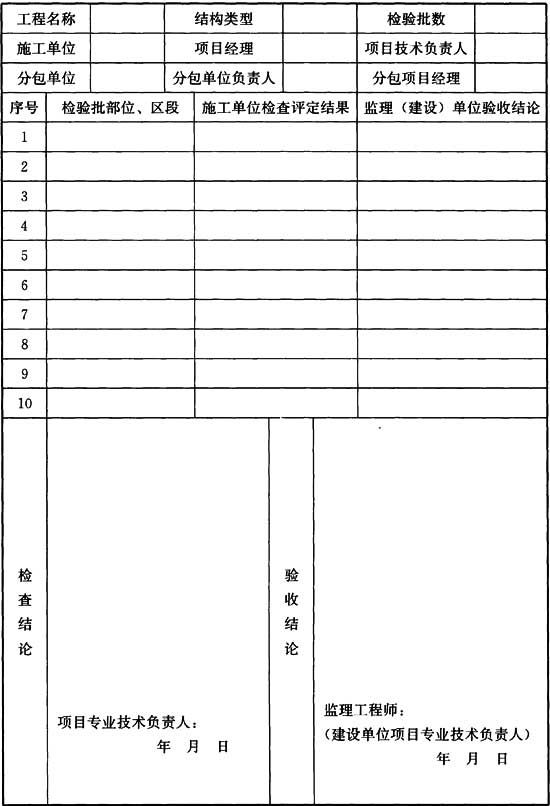 工程名称 结构类型 检验批数
施工单位 项目经理 项目技术负责人
分包单位 分包单位负责人 分包项目经理
序号 检验批部位、区段 施工单位检查评定结果 监理（建设）单位验收结论
1
2
3
4
5
6
7
8
9
10
检
查
结
论
项目专业技术负责人：
年 月 日
验
收
结
论
监理工程师：
（建设单位项目专业技术负责人）
年 月 日